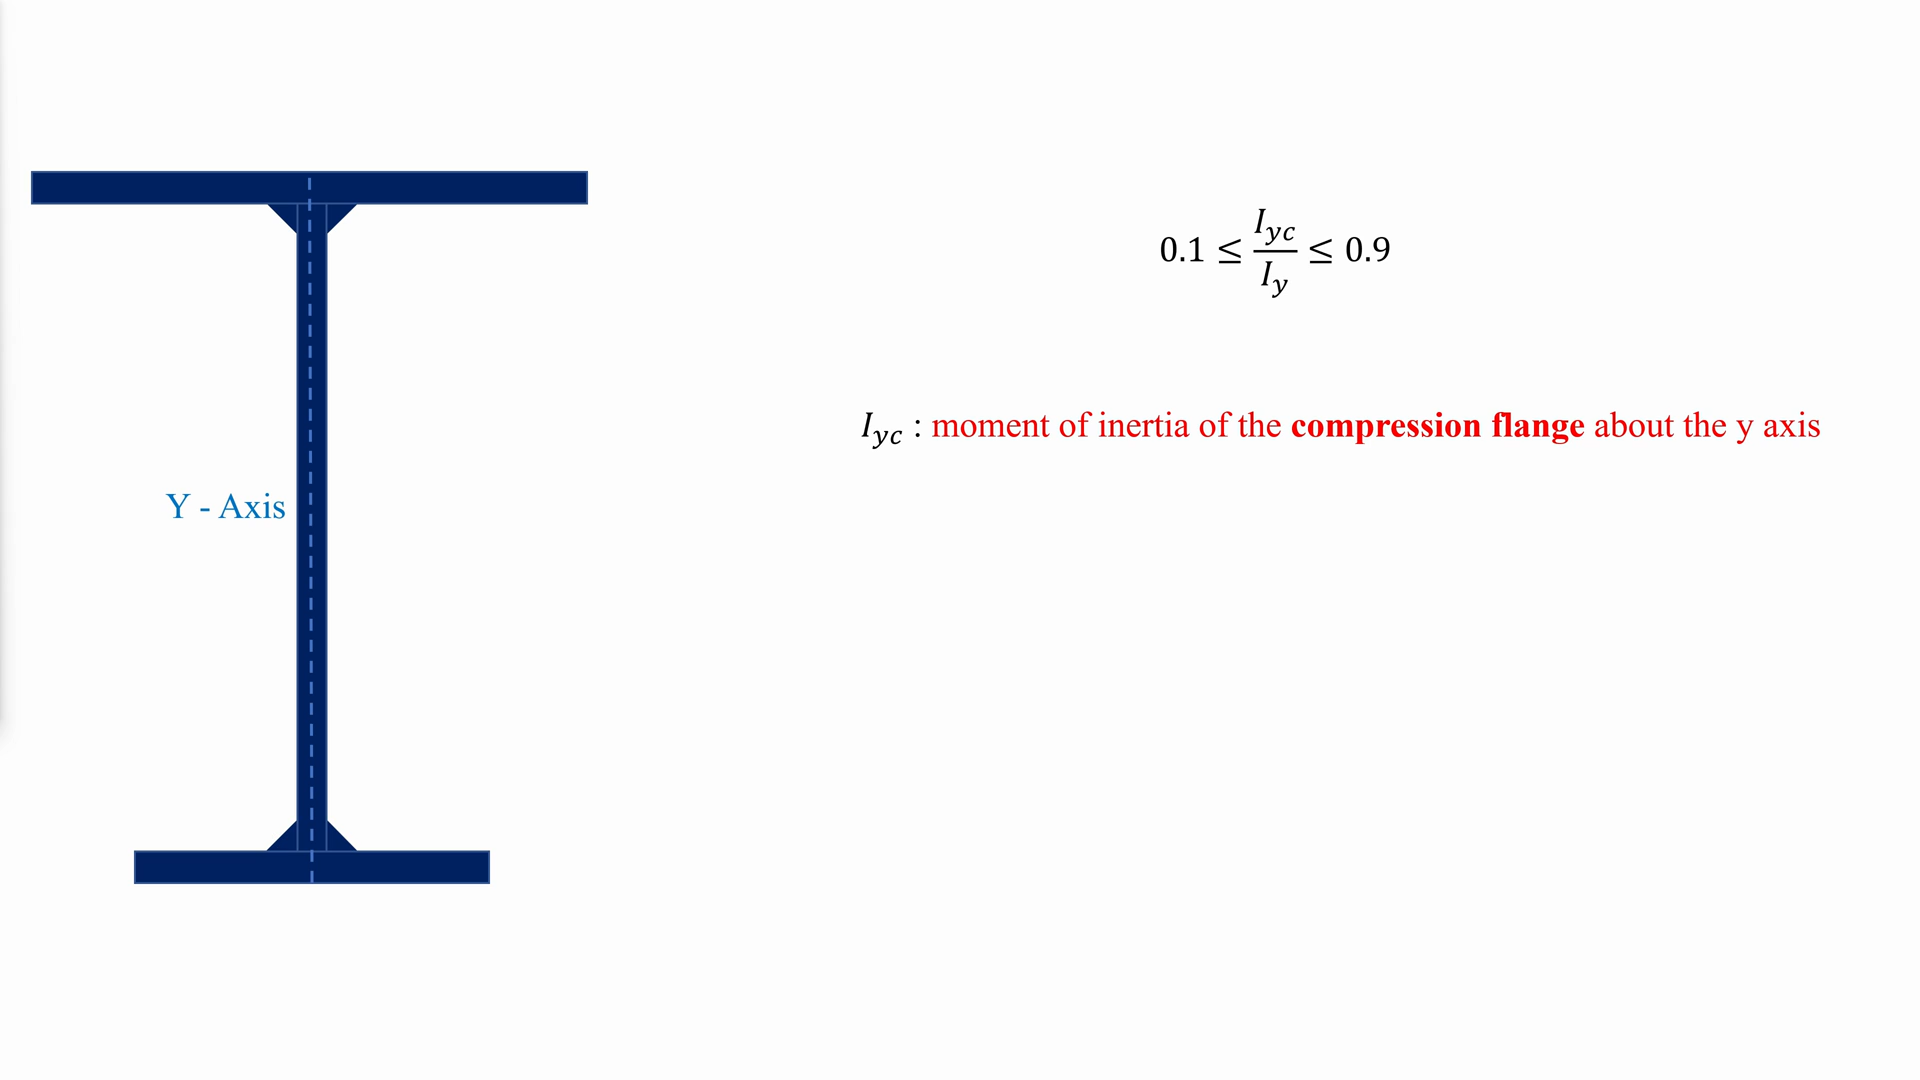 0.1 ≤ I_yc / I_y ≤ 0.9
I_yc : moment of inertia of the compression flange about the y axis
Y - Axis